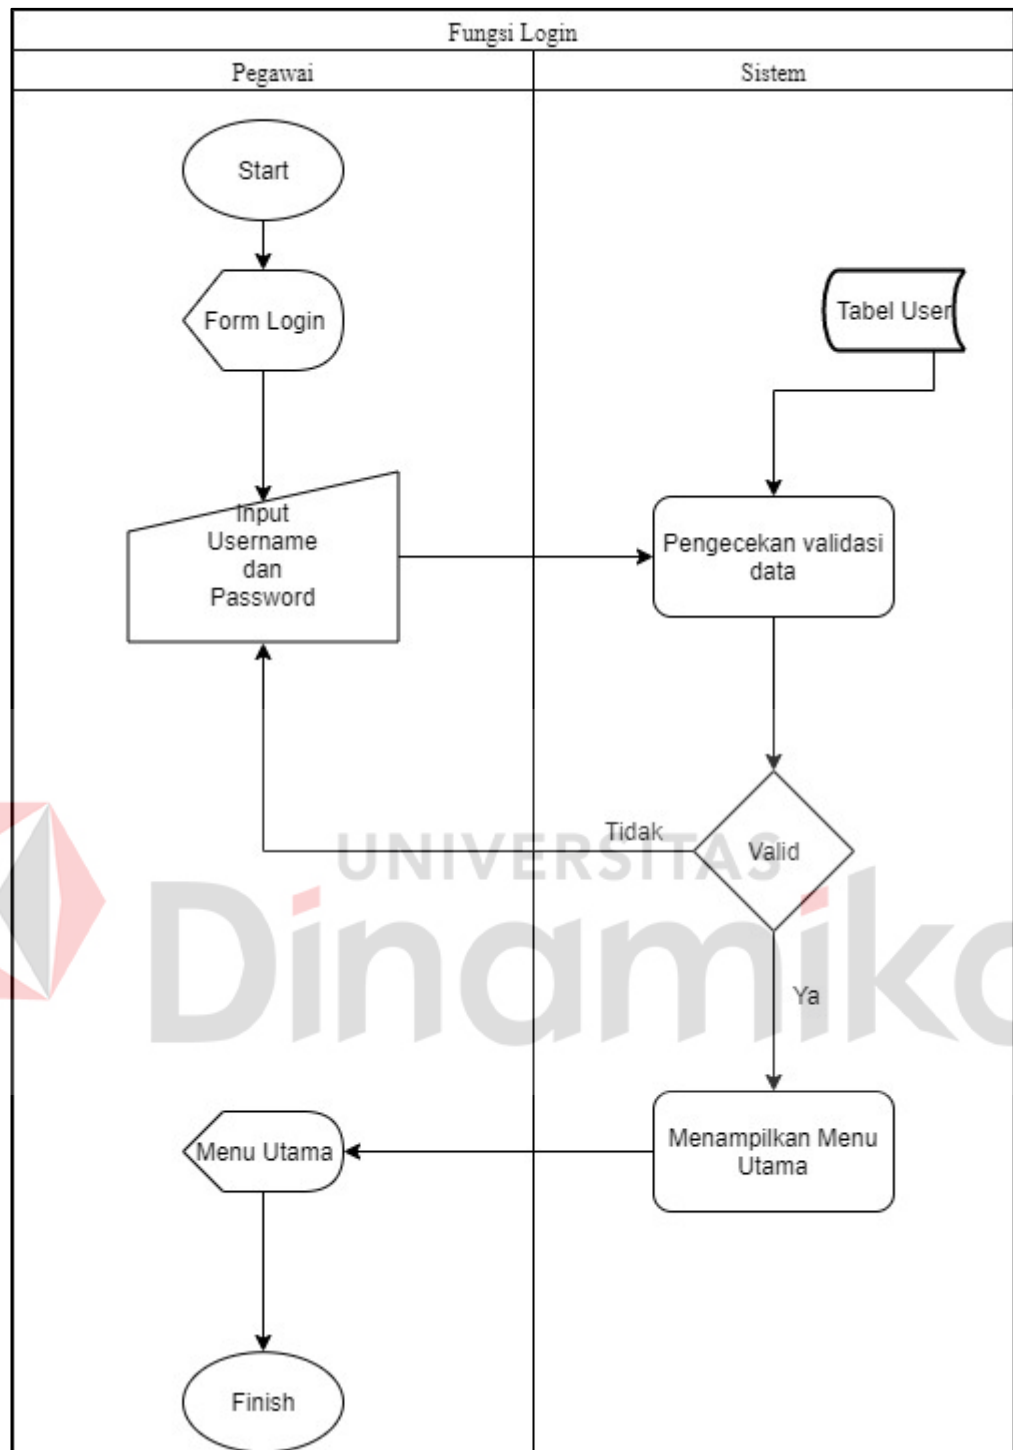 Fungsi Login
Pegawai
Sistem
Start
Form Login
Tabel User
Input
Username
dan
Password
Pengecekan validasi
data
Tidak
Valid
UNIVERSITAS
Dinamika
Ya
Menu Utama
Menampilkan Menu
Utama
Finish